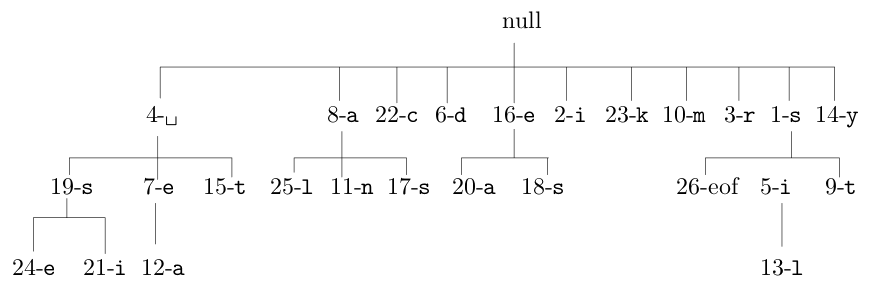 null
4-␣ 8-a 22-c 6-d 16-e 2-i 23-k 10-m 3-r 1-s 14-y
19-s 7-e 15-t 25-l 11-n 17-s 20-a 18-s 26-eof 5-i 9-t
24-e 21-i 12-a 13-l